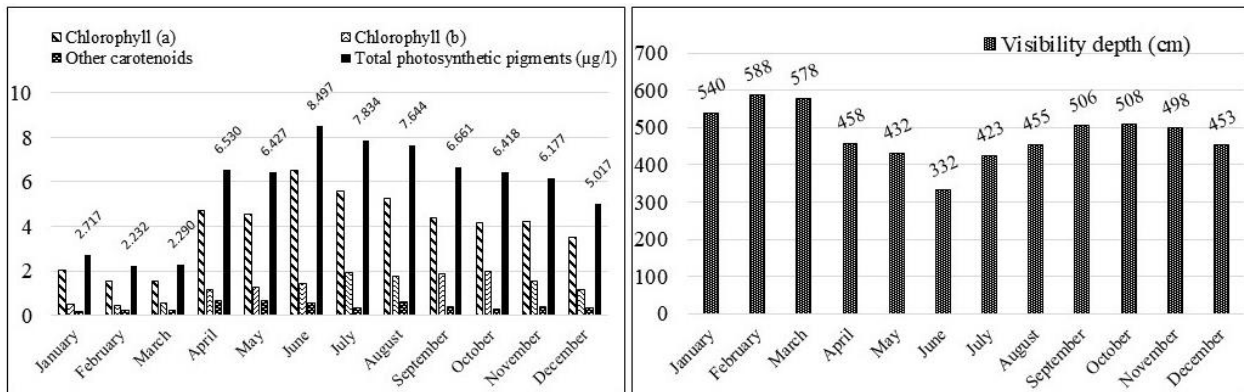 Chlorophyll (a) Chlorophyll (b)
Other carotenoids Total photosynthetic pigments (µg/l)
10
8
6
4
2
0
2.717
2.232
2.290
6.530
6.427
8.497
7.834
7.644
6.661
6.418
6.177
5.017
January
February
March
April
May
June
July
August
September
October
November
December
Visibility depth (cm)
700
600
500
400
300
200
100
0
540
588
578
458
432
332
423
455
506
508
498
453
January
February
March
April
May
June
July
August
September
October
November
December